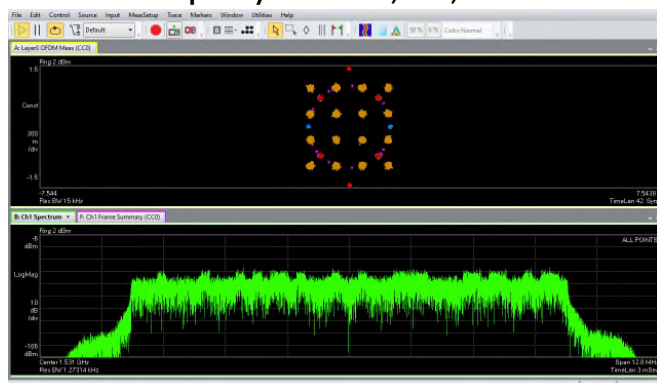 File Edit Control Source Input MeasSetup Trace Markers Window Utilities Help
Default 50 % 0 % Color Normal
A: Layer0 OFDM Meas (CC0)
Rng 2 dBm
1.5
Const
300
m
/div
-1.5
-7.544 7.5438
Res BW 15 kHz TimeLen 42 Sym
B: Ch1 Spectrum F: Ch1 Frame Summary (CC0)
Rng 2 dBm
dBm ALL POINTS
LogMag
10
dB
/div
-106
dBm
Center 1.531 GHz Span 12.8 MHz
Res BW 1.27314 kHz TimeLen 3 mSec